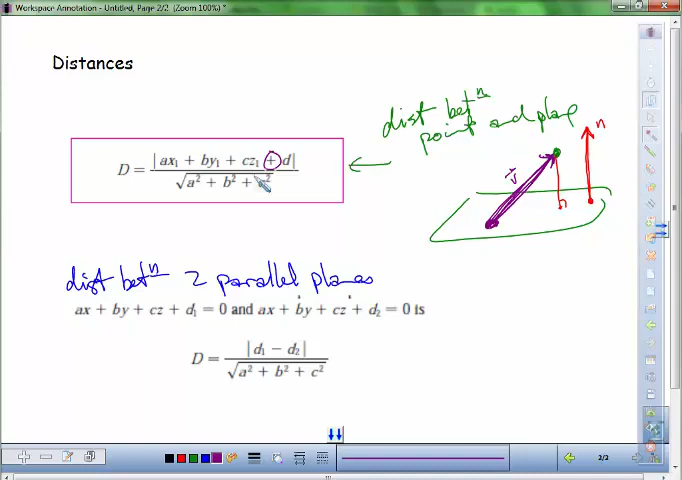 Workspace Annotation - Untitled, Page 2/2 (Zoom 100%) *
Distances
dist betⁿ
point and plane
D = |ax₁ + by₁ + cz₁ + d| / √a² + b² + c²
n
v
h
dist betⁿ 2 parallel planes
ax + by + cz + d₁ = 0 and ax + by + cz + d₂ = 0 is
D = |d₁ − d₂| / √a² + b² + c²
2/2